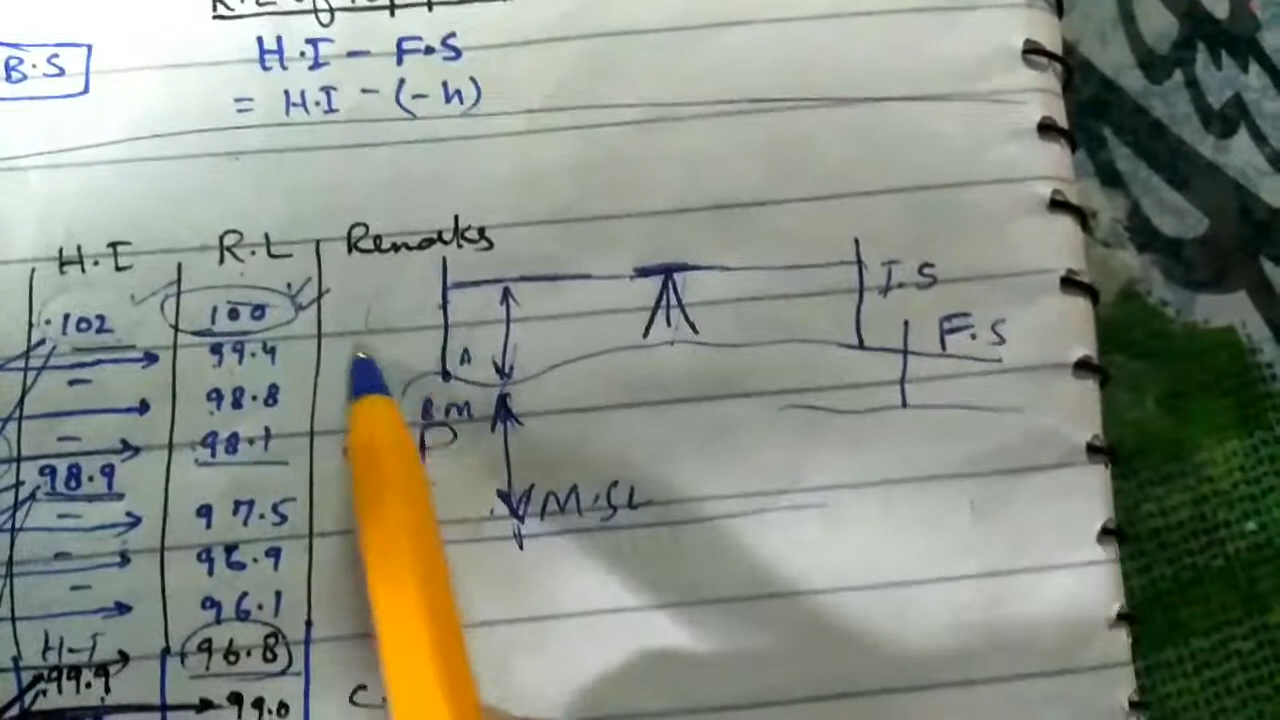 B.S
H.I - F.S
= H.I - (-h)
H.I R.L Remarks
102 100
99.4
- 98.8
- 98.1
98.9
- 97.5
- 96.9
- 96.1
H-I 96.8
99.9
99.0
I.S
F.S
A
B.M
M.S.L